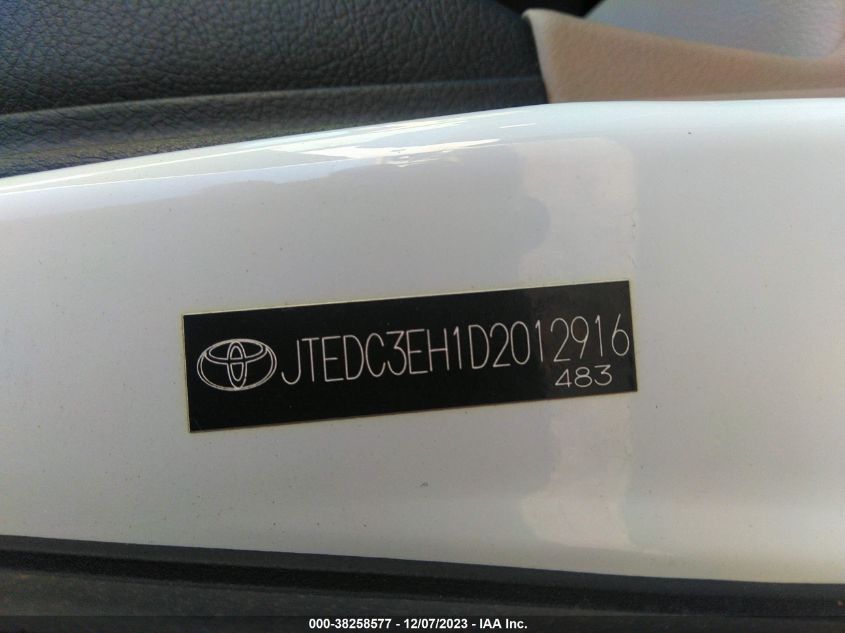 JTEDC3EH1D2012916
483
000-38258577 - 12/07/2023 - IAA Inc.